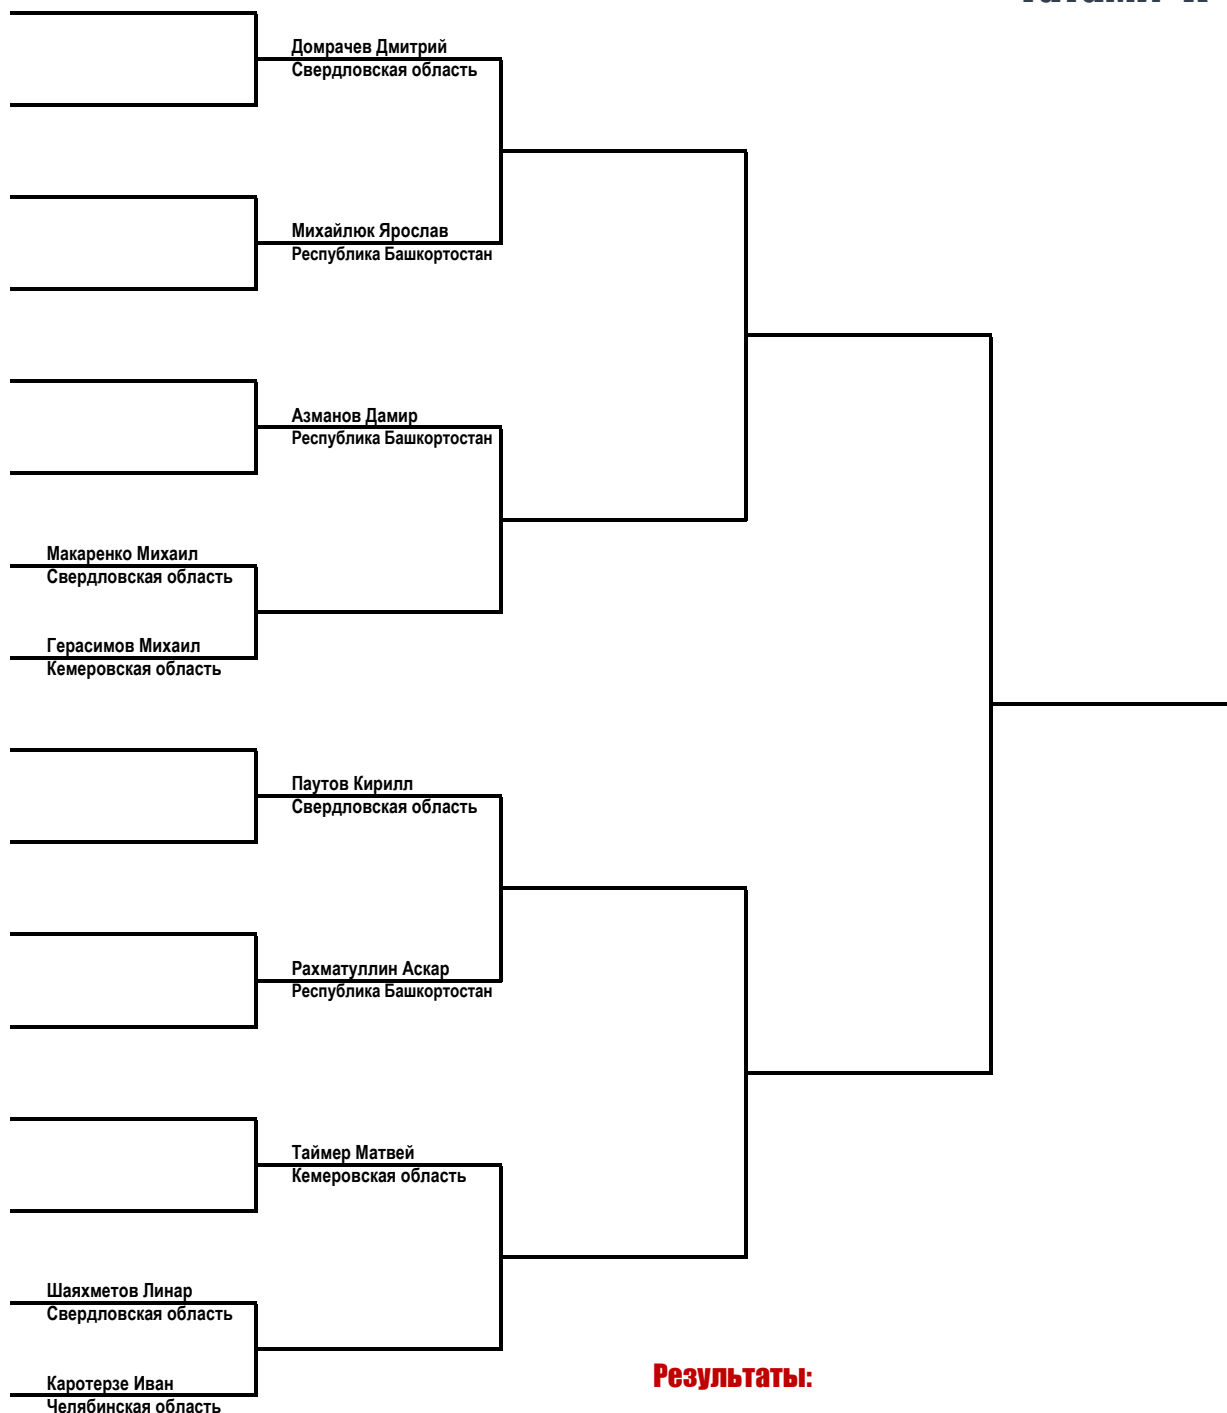 Домрачев Дмитрий
Свердловская область
Михайлюк Ярослав
Республика Башкортостан
Азманов Дамир
Республика Башкортостан
Макаренко Михаил
Свердловская область
Герасимов Михаил
Кемеровская область
Паутов Кирилл
Свердловская область
Рахматуллин Аскар
Республика Башкортостан
Таймер Матвей
Кемеровская область
Шаяхметов Линар
Свердловская область
Результаты:
Каротерзе Иван
Челябинская область